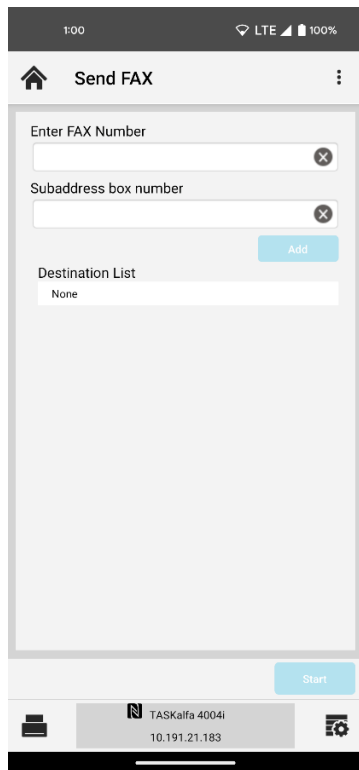 1:00 LTE 100%
Send FAX
Enter FAX Number
Subaddress box number
Add
Destination List
None
Start
TASKalfa 4004i
10.191.21.183